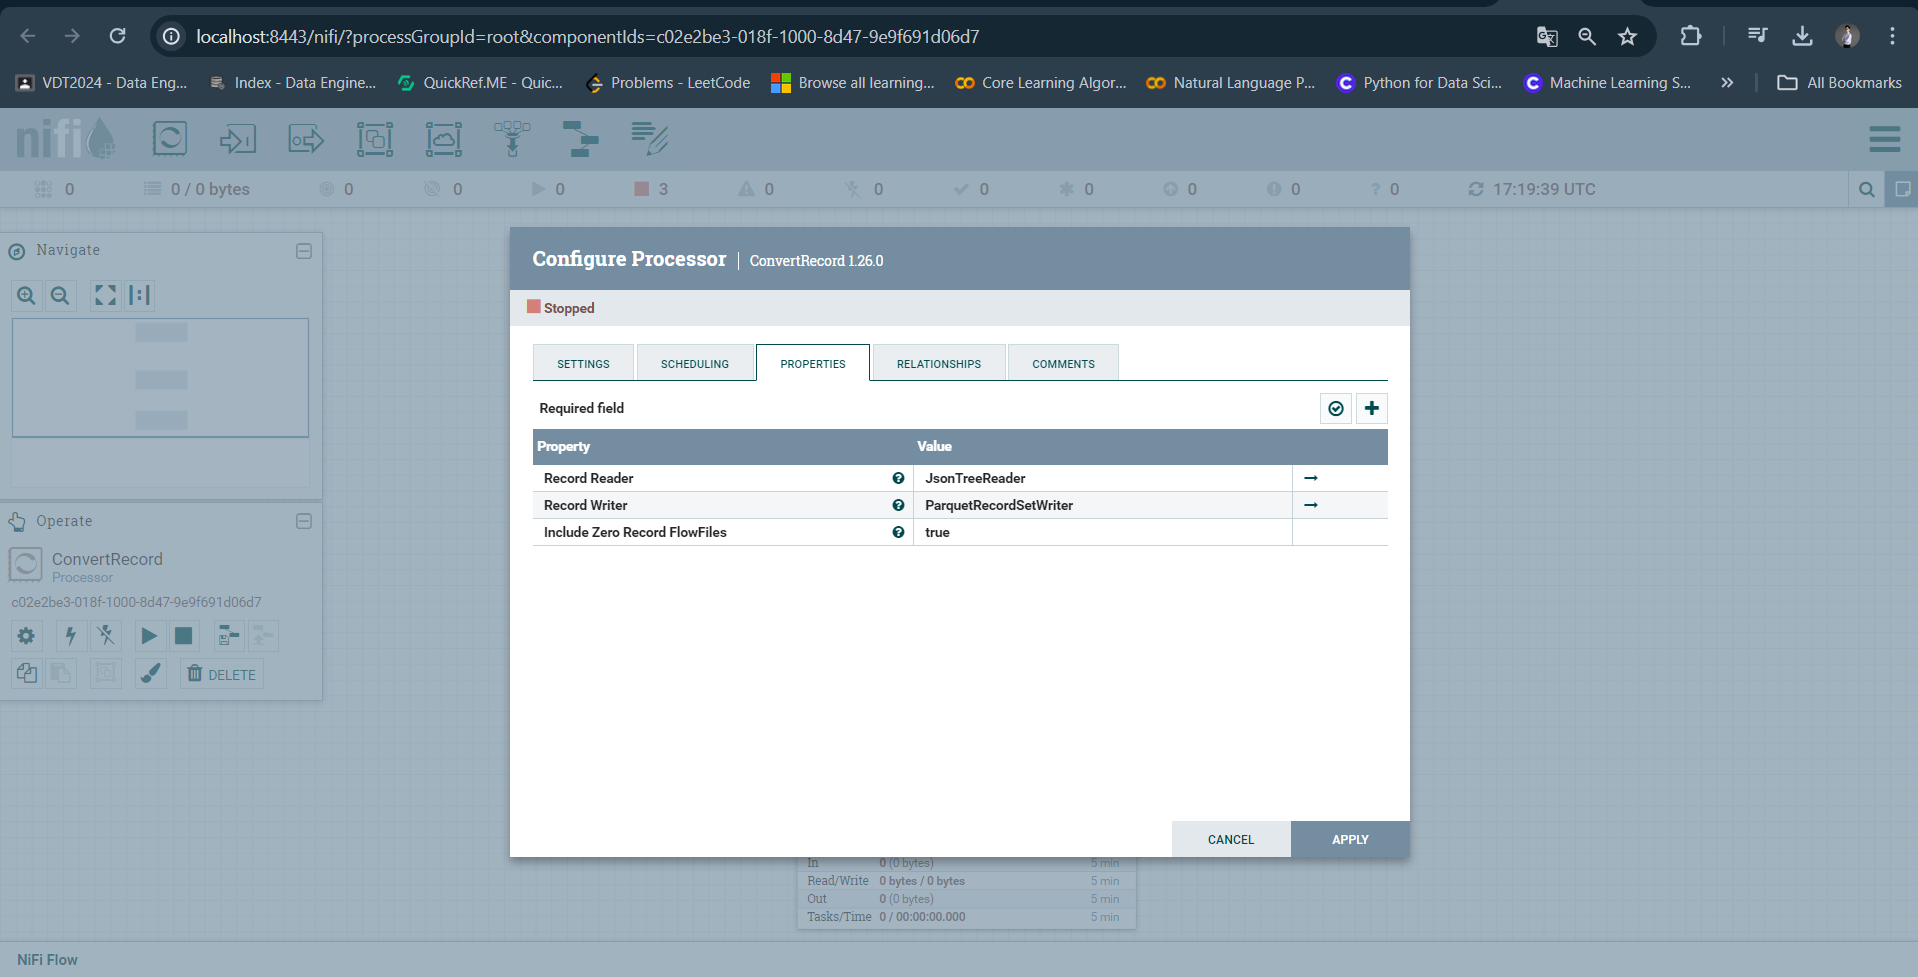 localhost:8443/nifi/?processGroupId=root&componentIds=c02e2be3-018f-1000-8d47-9e9f691d06d7
VDT2024 - Data Eng... Index - Data Engine... QuickRef.ME - Quic... Problems - LeetCode Browse all learning... Core Learning Algor... Natural Language P... Python for Data Sci... Machine Learning S... » All Bookmarks
nifi
0 0 / 0 bytes 0 0 0 3 0 0 0 0 0 0 ? 0 17:19:39 UTC
Navigate
Operate
ConvertRecord
Processor
c02e2be3-018f-1000-8d47-9e9f691d06d7
DELETE
Configure Processor | ConvertRecord 1.26.0
Stopped
SETTINGS SCHEDULING PROPERTIES RELATIONSHIPS COMMENTS
Required field
Property Value
Record Reader JsonTreeReader
Record Writer ParquetRecordSetWriter
Include Zero Record FlowFiles true
CANCEL APPLY
In 0 (0 bytes) 5 min
Read/Write 0 bytes / 0 bytes 5 min
Out 0 (0 bytes) 5 min
Tasks/Time 0 / 00:00:00.000 5 min
NiFi Flow